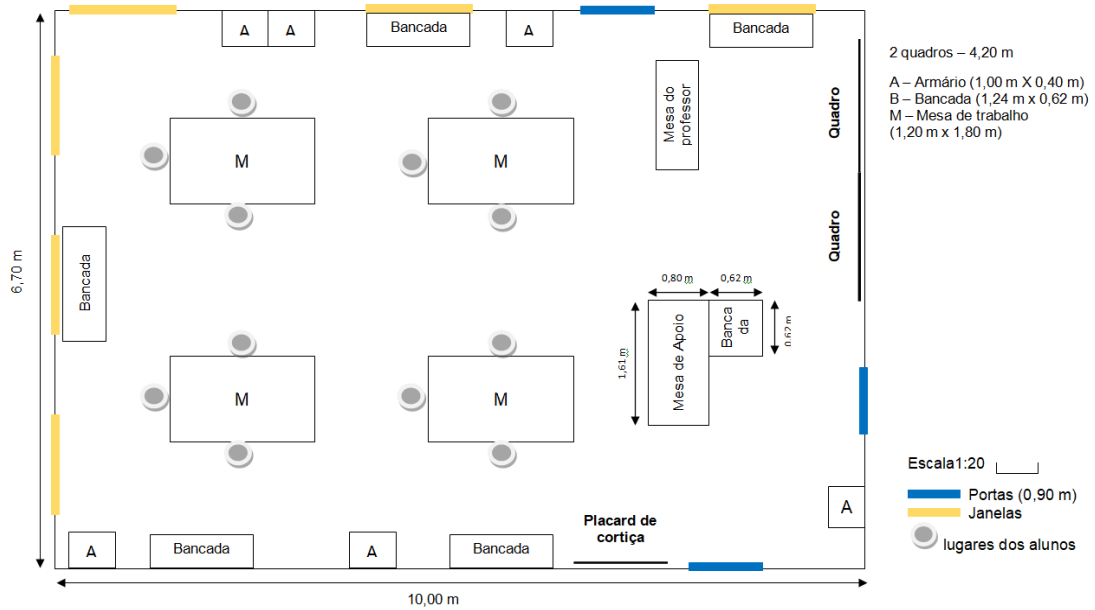 A
A
Bancada
A
Bancada
2 quadros – 4,20 m
A – Armário (1,00 m X 0,40 m)
B – Bancada (1,24 m x 0,62 m)
M – Mesa de trabalho
(1,20 m x 1,80 m)
Mesa do
professor
Quadro
M
M
Quadro
6,70 m
Bancada
0,80 m
0,62 m
Mesa de Apoio
Banca
da
0,62 m
1,61 m
M
M
Escala1:20
Portas (0,90 m)
Janelas
lugares dos alunos
A
Placard de
cortiça
A
Bancada
A
Bancada
10,00 m